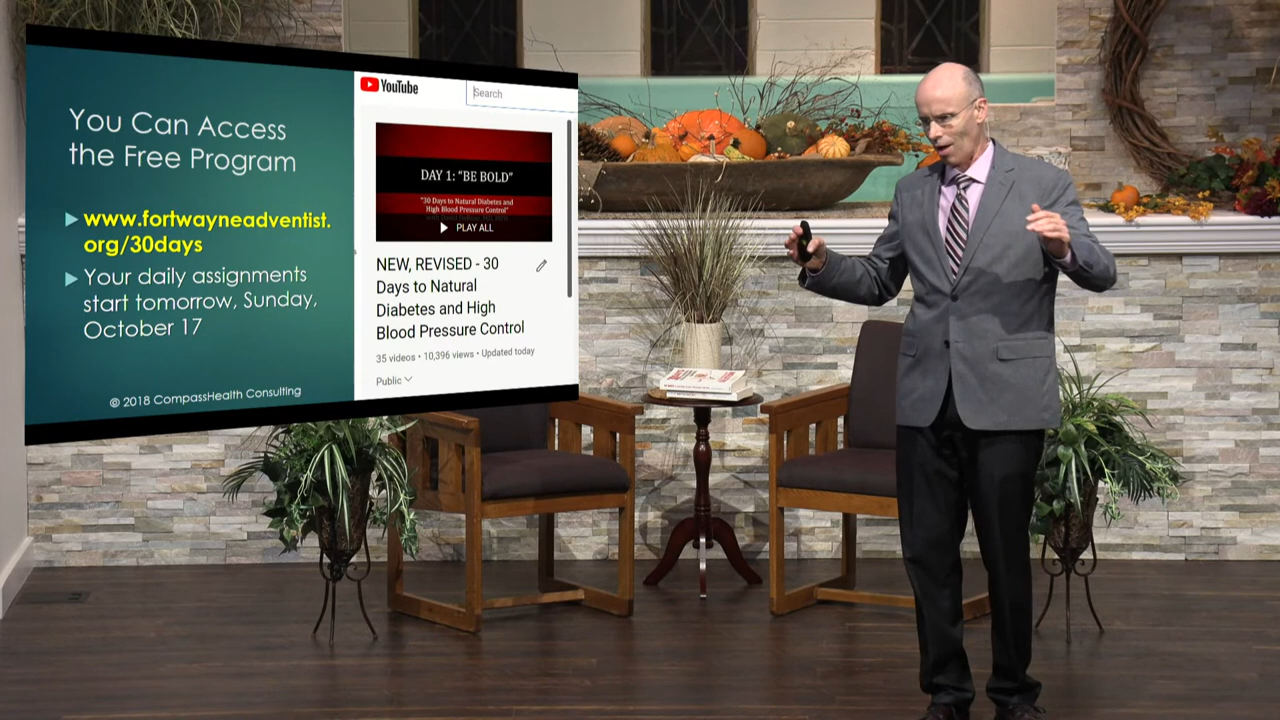 You Can Access
the Free Program
www.fortwayneadventist.
org/30days
Your daily assignments
start tomorrow, Sunday,
October 17
© 2018 CompassHealth Consulting
YouTube
Search
DAY 1: "BE BOLD"
"30 Days to Natural Diabetes and
High Blood Pressure Control"
PLAY ALL
NEW, REVISED - 30
Days to Natural
Diabetes and High
Blood Pressure Control
35 videos • 10,396 views • Updated today
Public